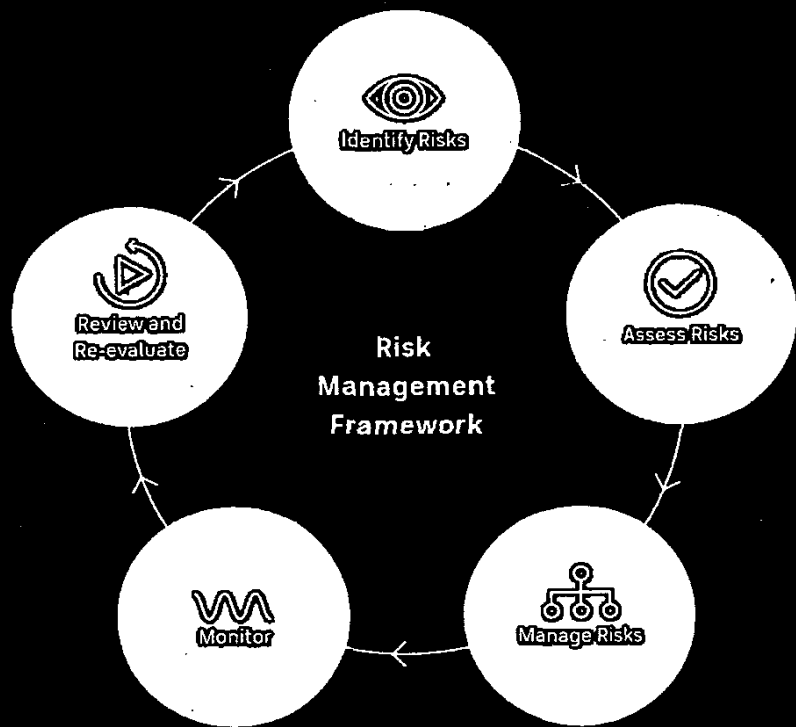 Identify Risks
Assess Risks
Manage Risks
Monitor
Review and
Re-evaluate
Risk
Management
Framework